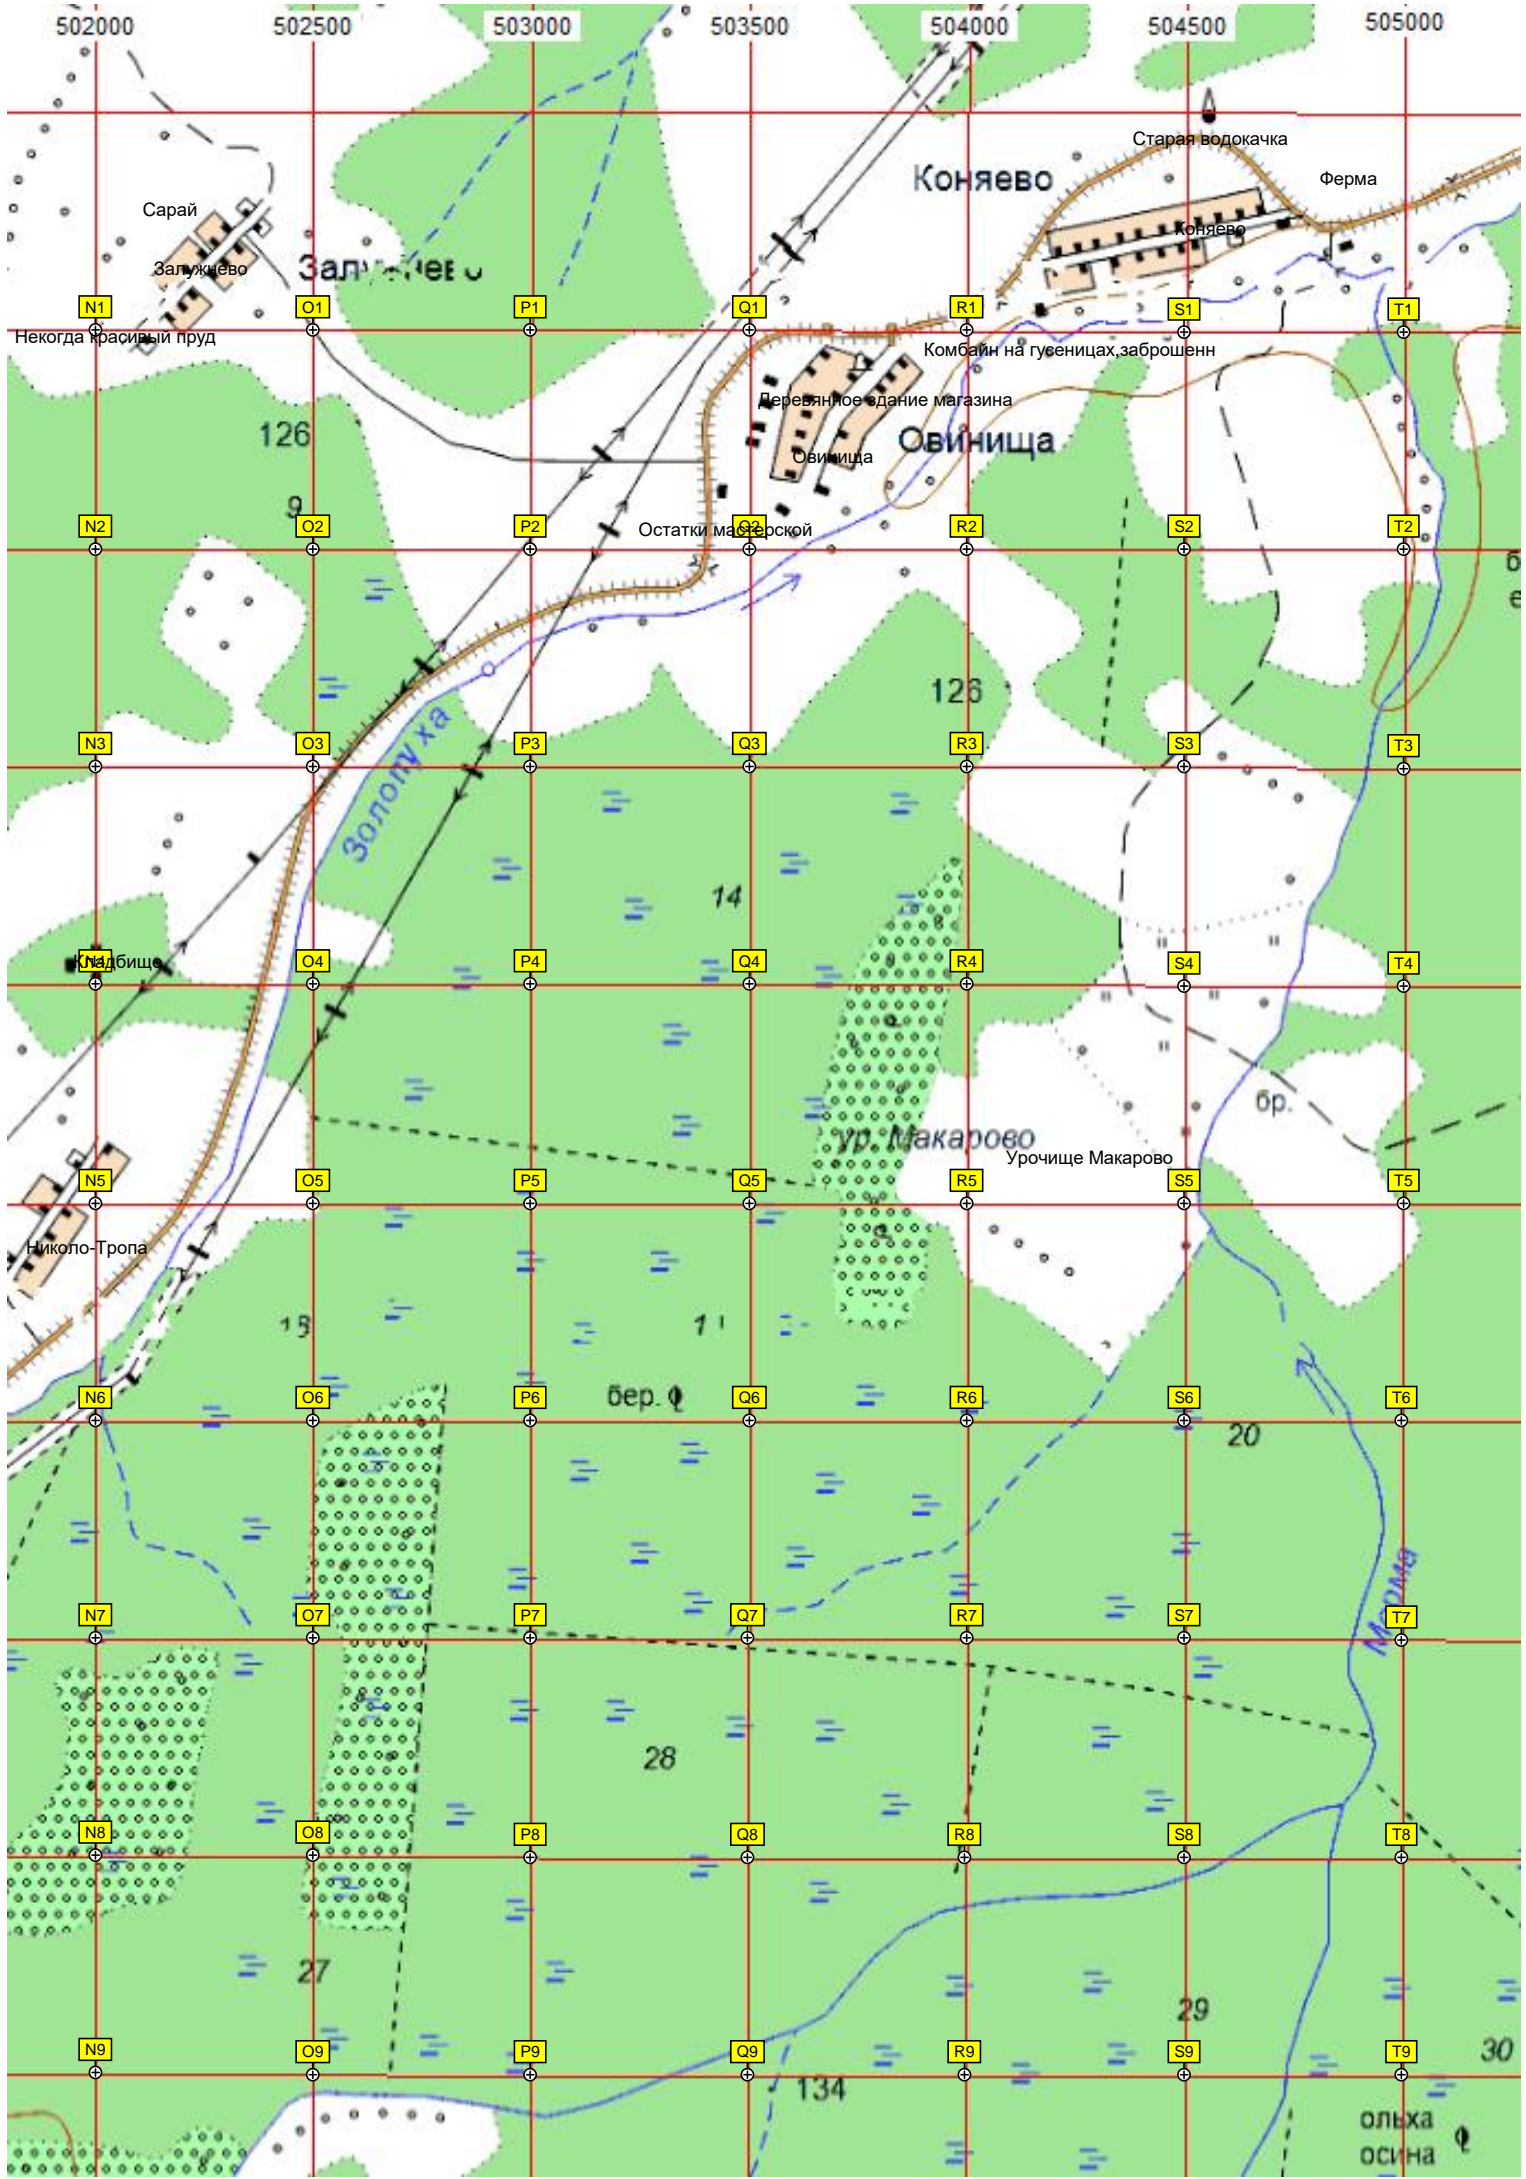 502000 502500 503000 503500 504000 504500 505000
Старая водокачка
Коняево
Ферма
Сарай
Коняево
Залужнево
N1 O1 P1 Q1 R1 S1 T1
Некогда красивый пруд
Комбайн на гусеницах,заброшенн
Деревянное здание магазина
126
Овинища
Овинища
9
Остатки мастерской
N2 O2 P2 Q2 R2 S2 T2
б
е
126
Золотуха
N3 O3 P3 Q3 R3 S3 T3
14
Кладбище
N4 O4 P4 Q4 R4 S4 T4
бр.
ур. Макарово
Урочище Макарово
N5 O5 P5 Q5 R5 S5 T5
Николо-Тропа
бер.
N6 O6 P6 Q6 R6 S6 T6
20
N7 O7 P7 Q7 R7 S7 T7
28
N8 O8 P8 Q8 R8 S8 T8
27
29
30
N9 O9 P9 Q9 R9 S9 T9
134
ольха
осина